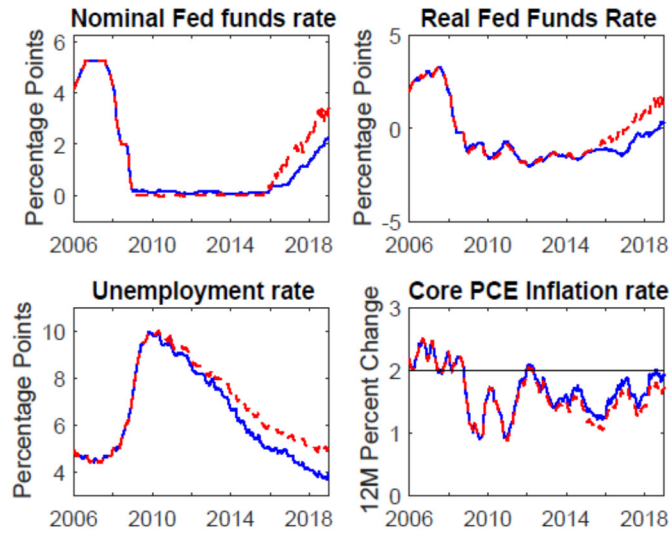 Nominal Fed funds rate
Percentage Points
6
4
2
0
2006 2010 2014 2018
Real Fed Funds Rate
Percentage Points
5
0
-5
2006 2010 2014 2018
Unemployment rate
Percentage Points
10
8
6
4
2006 2010 2014 2018
Core PCE Inflation rate
12M Percent Change
3
2
1
0
2006 2010 2014 2018